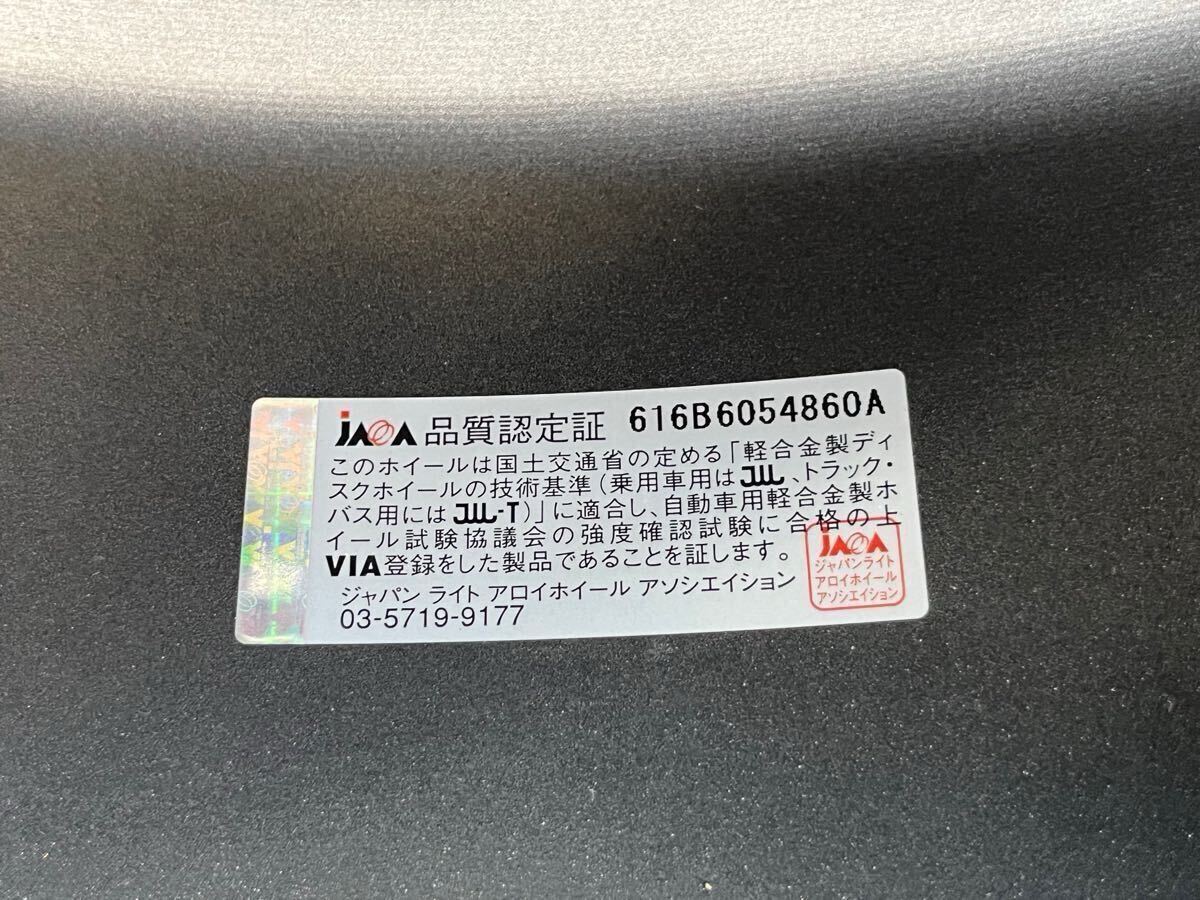 JAWA 品質認定証 616B6054860A
このホイールは国土交通省の定める「軽合金製ディ
スクホイールの技術基準(乗用車用はJWL、トラック・
バス用にはJWL-T)」に適合し、自動車用軽合金製ホ
イール試験協議会の強度確認試験に合格の上
VIA登録をした製品であることを証します。
ジャパン ライト アロイホイール アソシエイション
03-5719-9177
JAWA
ジャパンライト
アロイホイール
アソシエイション